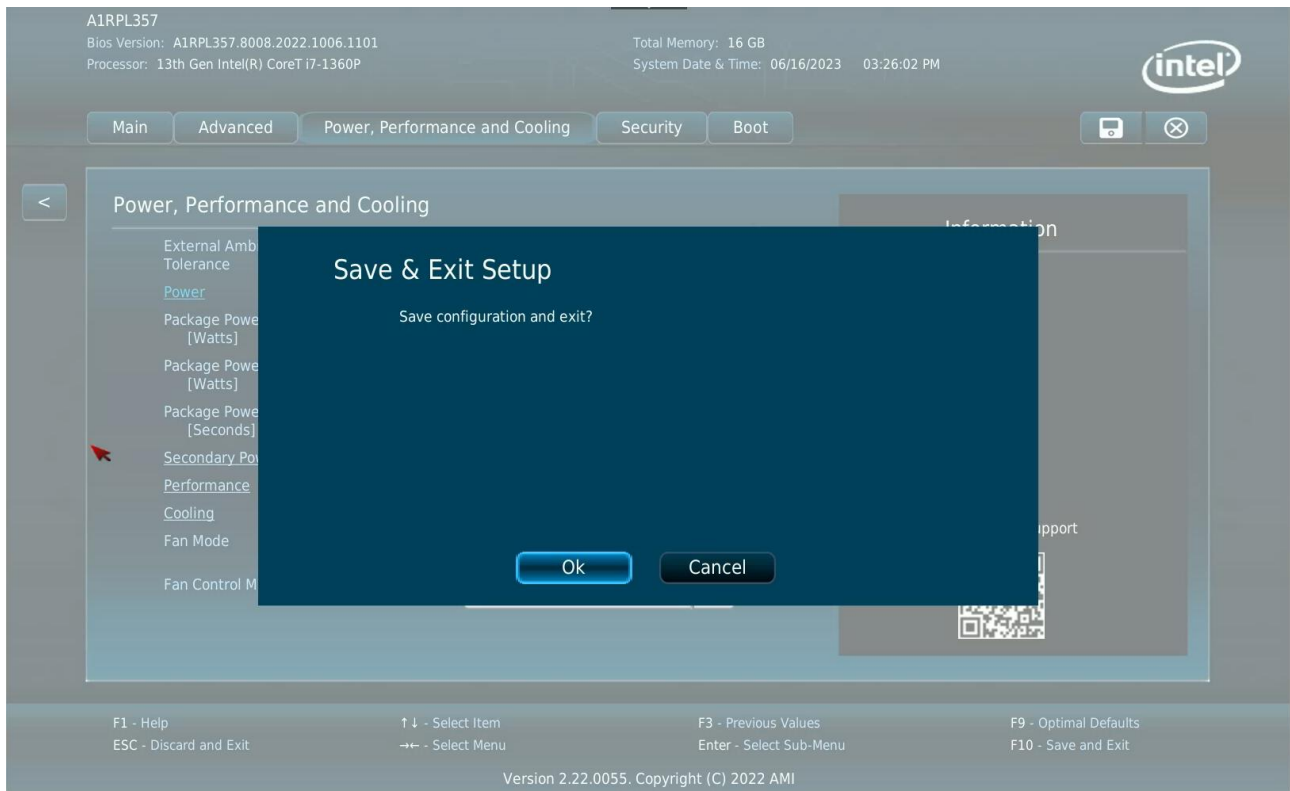 A1RPL357
Bios Version: A1RPL357.8008.2022.1006.1101
Total Memory: 16 GB
Processor: 13th Gen Intel(R) CoreT i7-1360P
System Date & Time: 06/16/2023 03:26:02 PM
intel
Main Advanced Power, Performance and Cooling Security Boot
<
Power, Performance and Cooling
External Amb
Tolerance
Power
Package Powe
[Watts]
Package Powe
[Watts]
Package Powe
[Seconds]
Secondary Po
Performance
Cooling
Fan Mode
Fan Control M
Save & Exit Setup
Save configuration and exit?
Ok Cancel
F1 - Help
↑↓ - Select Item
F3 - Previous Values
F9 - Optimal Defaults
ESC - Discard and Exit
→← - Select Menu
Enter - Select Sub-Menu
F10 - Save and Exit
Version 2.22.0055. Copyright (C) 2022 AMI